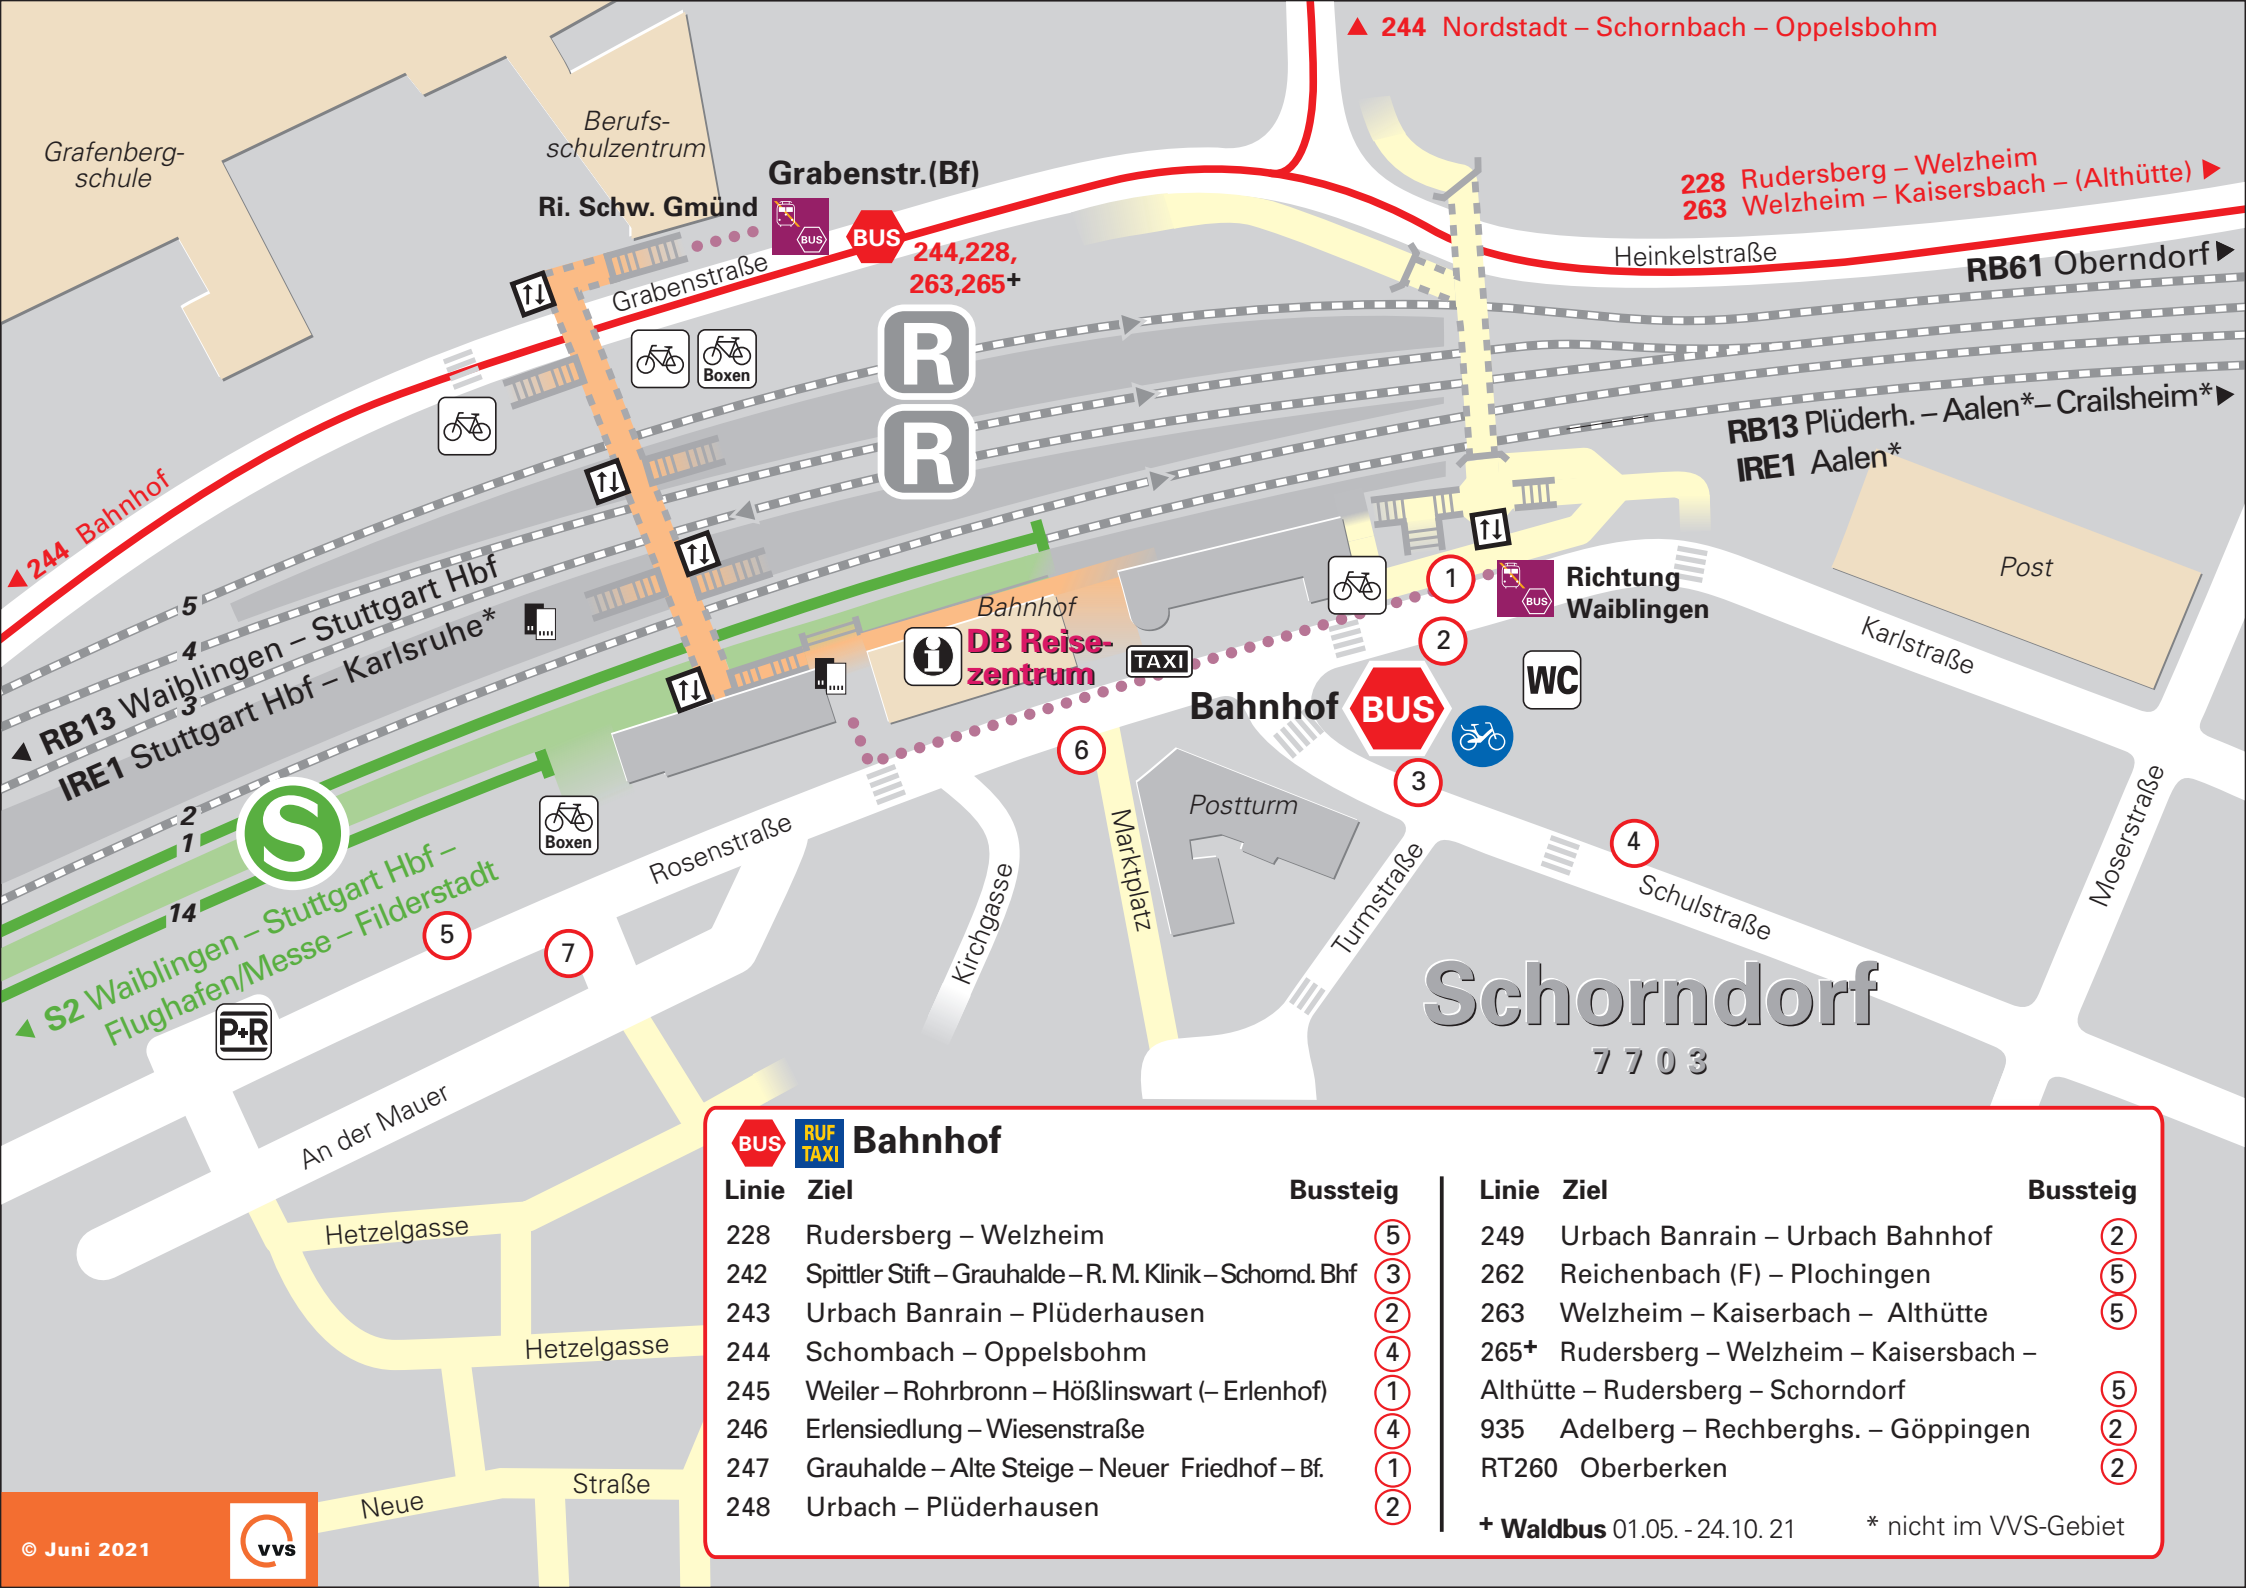 ▲ 244 Nordstadt – Schornbach – Oppelsbohm
Berufs-
schulzentrum
Grafenberg-
schule
Grabenstr.(Bf)
Ri. Schw. Gmünd
BUS
BUS
244,228,
263,265+
228 Rudersberg – Welzheim
263 Welzheim – Kaisersbach – (Althütte) ▶
Heinkelstraße
RB61 Oberndorf ▶
Grabenstraße
Boxen
R
R
RB13 Plüderh. – Aalen*– Crailsheim* ▶
IRE1 Aalen*
◀ 244 Bahnhof
5
4
3
2
1
14
◀ RB13 Waiblingen – Stuttgart Hbf
IRE1 Stuttgart Hbf – Karlsruhe*
S
◀ S2 Waiblingen – Stuttgart Hbf –
Flughafen/Messe – Filderstadt
Bahnhof
i DB Reise-
zentrum
TAXI
1
BUS
Richtung
Waiblingen
2
WC
Bahnhof BUS
3
4
5
6
7
Post
Karlstraße
Boxen
Rosenstraße
Postturm
Marktplatz
Kirchgasse
Turmstraße
Schulstraße
Moserstraße
P+R
An der Mauer
Schorndorf
7703
Hetzelgasse
Hetzelgasse
Neue Straße
BUS RUF TAXI Bahnhof
Linie Ziel Bussteig
228 Rudersberg – Welzheim 5
242 Spittler Stift – Grauhalde – R. M. Klinik – Schornd. Bhf 3
243 Urbach Banrain – Plüderhausen 2
244 Schombach – Oppelsbohm 4
245 Weiler – Rohrbronn – Hößlinswart (– Erlenhof) 1
246 Erlensiedlung – Wiesenstraße 4
247 Grauhalde – Alte Steige – Neuer Friedhof – Bf. 1
248 Urbach – Plüderhausen 2
Linie Ziel Bussteig
249 Urbach Banrain – Urbach Bahnhof 2
262 Reichenbach (F) – Plochingen 5
263 Welzheim – Kaiserbach – Althütte 5
265+ Rudersberg – Welzheim – Kaisersbach –
Althütte – Rudersberg – Schorndorf 5
935 Adelberg – Rechberghs. – Göppingen 2
RT260 Oberberken 2
+ Waldbus 01.05. - 24.10. 21
* nicht im VVS-Gebiet
© Juni 2021
vvs